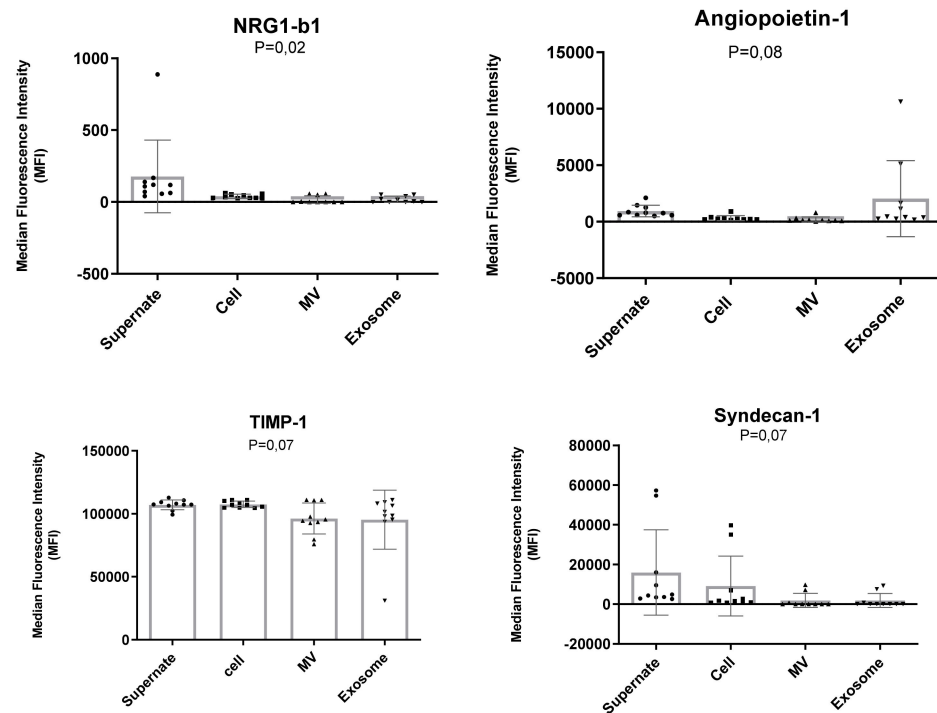 NRG1-b1
P=0,02
Median Fluorescence Intensity
(MFI)
1000
500
0
-500
Supernate
Cell
MV
Exosome
Angiopoietin-1
P=0,08
Median Fluorescence Intensity
(MFI)
15000
10000
5000
0
-5000
Supernate
Cell
MV
Exosome
TIMP-1
P=0,07
Median Fluorescence Intensity
(MFI)
150000
100000
50000
0
Supernate
cell
MV
Exosome
Syndecan-1
P=0,07
Median Fluorescence Intensity
(MFI)
80000
60000
40000
20000
0
-20000
Supernate
Cell
MV
Exosome